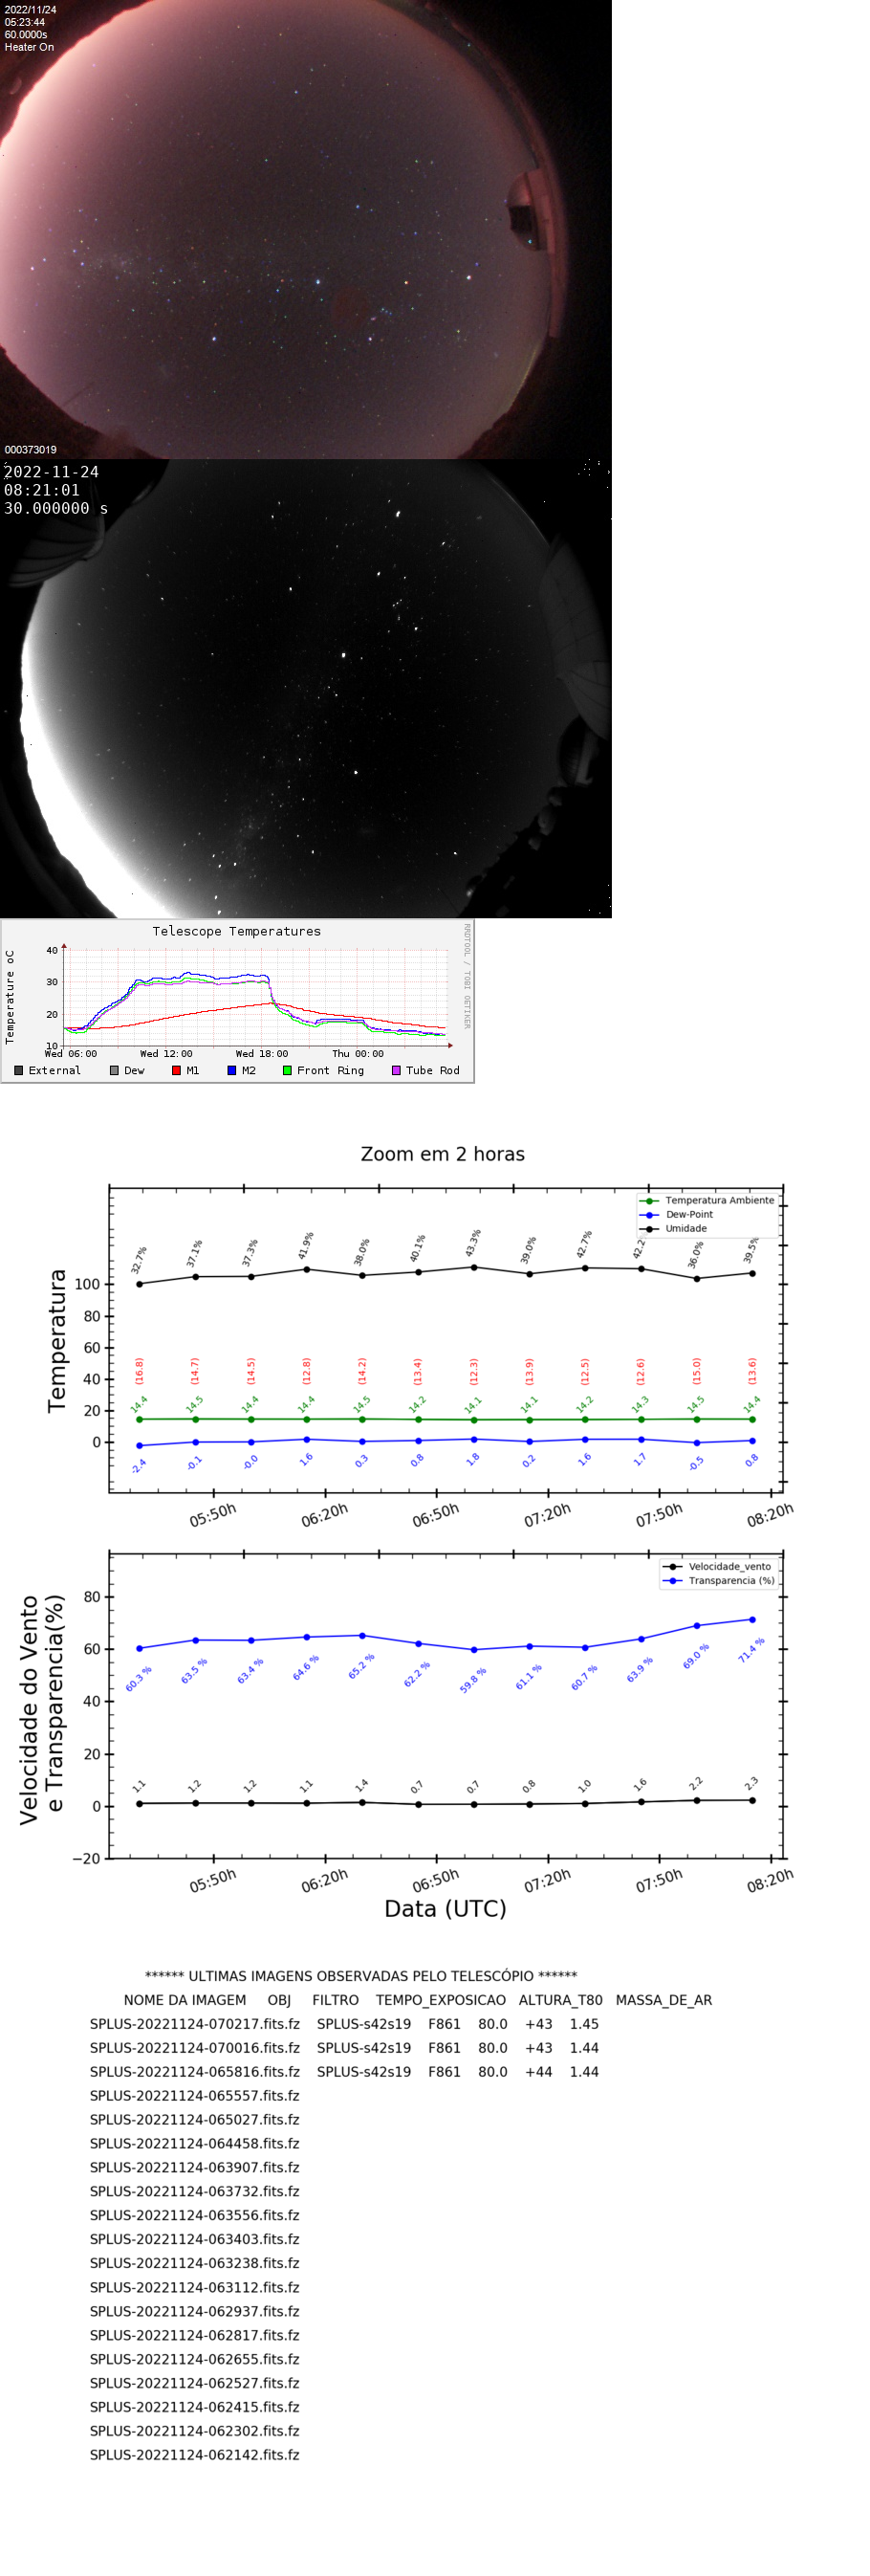 2022/11/24
05:23:44
60.0000s
Heater On
000373019
2022-11-24
08:21:01
30.000000 s
Telescope Temperatures
RRDTOOL / TOBI OETIKER
Temperature oC
40
30
20
10
Wed 06:00 Wed 12:00 Wed 18:00 Thu 00:00
External Dew M1 M2 Front Ring Tube Rod
Zoom em 2 horas
Temperatura Ambiente
Dew-Point
Umidade
Temperatura
100
80
60
40
20
0
32.7% 37.1% 37.3% 41.9% 38.0% 40.1% 43.3% 39.0% 42.7% 42.2 36.0% 39.5%
(16.8) (14.7) (14.5) (12.8) (14.2) (13.4) (12.3) (13.9) (12.5) (12.6) (15.0) (13.6)
14.4 14.5 14.4 14.4 14.5 14.2 14.1 14.1 14.2 14.3 14.5 14.4
-2.4 -0.1 -0.0 1.6 0.3 0.8 1.8 0.2 1.6 1.7 -0.5 0.8
05:50h 06:20h 06:50h 07:20h 07:50h 08:20h
Velocidade_vento
Transparencia (%)
Velocidade do Vento
e Transparencia(%)
80
60
40
20
0
−20
60.3 % 63.5 % 63.4 % 64.6 % 65.2 % 62.2 % 59.8 % 61.1 % 60.7 % 63.9 % 69.0 % 71.4 %
1.1 1.2 1.2 1.1 1.4 0.7 0.7 0.8 1.0 1.6 2.2 2.3
05:50h 06:20h 06:50h 07:20h 07:50h 08:20h
Data (UTC)
****** ULTIMAS IMAGENS OBSERVADAS PELO TELESCÓPIO ******
NOME DA IMAGEM OBJ FILTRO TEMPO_EXPOSICAO ALTURA_T80 MASSA_DE_AR
SPLUS-20221124-070217.fits.fz SPLUS-s42s19 F861 80.0 +43 1.45
SPLUS-20221124-070016.fits.fz SPLUS-s42s19 F861 80.0 +43 1.44
SPLUS-20221124-065816.fits.fz SPLUS-s42s19 F861 80.0 +44 1.44
SPLUS-20221124-065557.fits.fz
SPLUS-20221124-065027.fits.fz
SPLUS-20221124-064458.fits.fz
SPLUS-20221124-063907.fits.fz
SPLUS-20221124-063732.fits.fz
SPLUS-20221124-063556.fits.fz
SPLUS-20221124-063403.fits.fz
SPLUS-20221124-063238.fits.fz
SPLUS-20221124-063112.fits.fz
SPLUS-20221124-062937.fits.fz
SPLUS-20221124-062817.fits.fz
SPLUS-20221124-062655.fits.fz
SPLUS-20221124-062527.fits.fz
SPLUS-20221124-062415.fits.fz
SPLUS-20221124-062302.fits.fz
SPLUS-20221124-062142.fits.fz